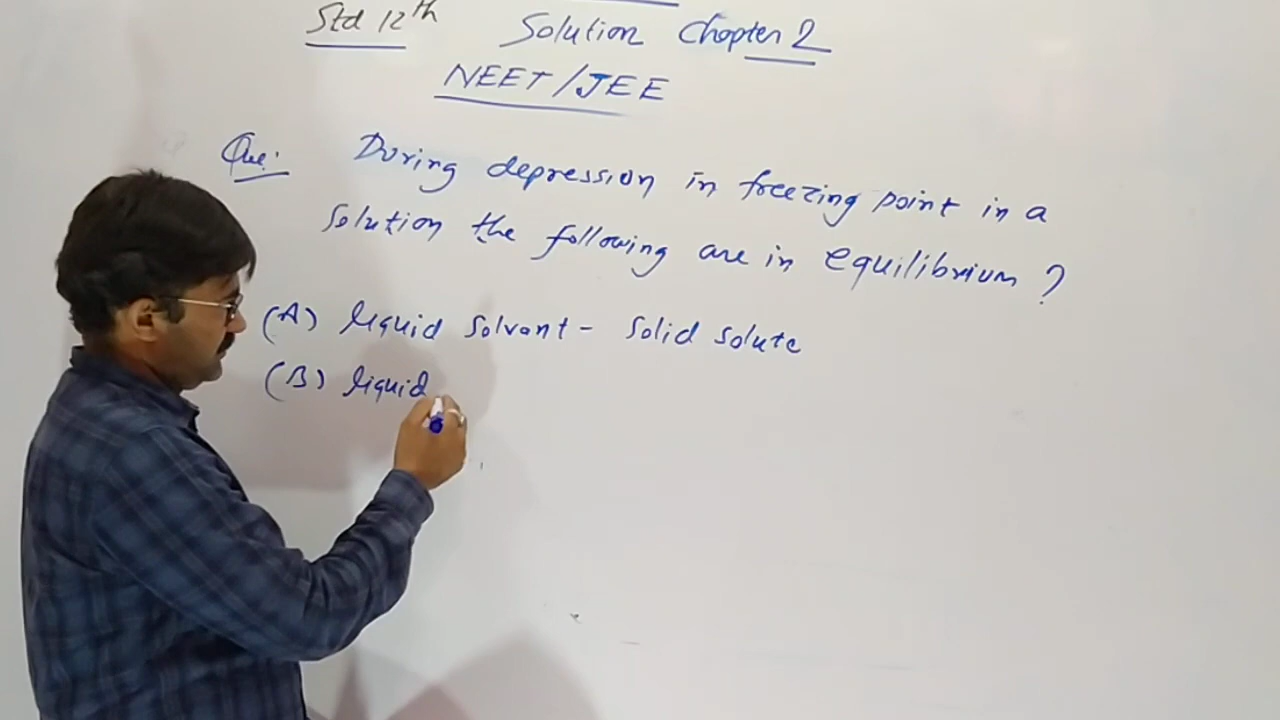 Std 12th
Solution Chapter 2
NEET/JEE
Que:
During depression in freezing point in a
Solution the following are in equilibrium ?
(A) liquid Solvant - Solid solute
(B) liquid